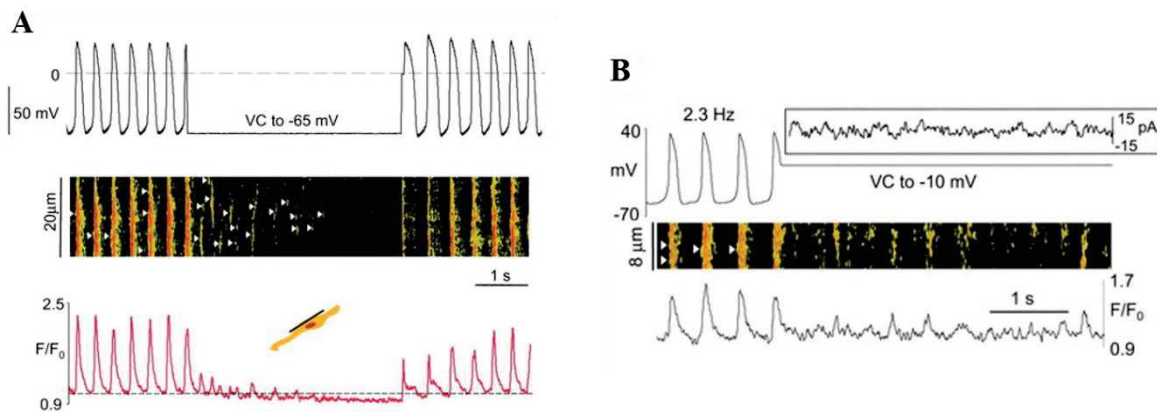 A
0
50 mV
VC to -65 mV
20μm
1 s
2.5
F/F0
0.9
B
2.3 Hz
40
mV
-70
15
pA
-15
VC to -10 mV
8 μm
1 s
1.7
F/F0
0.9